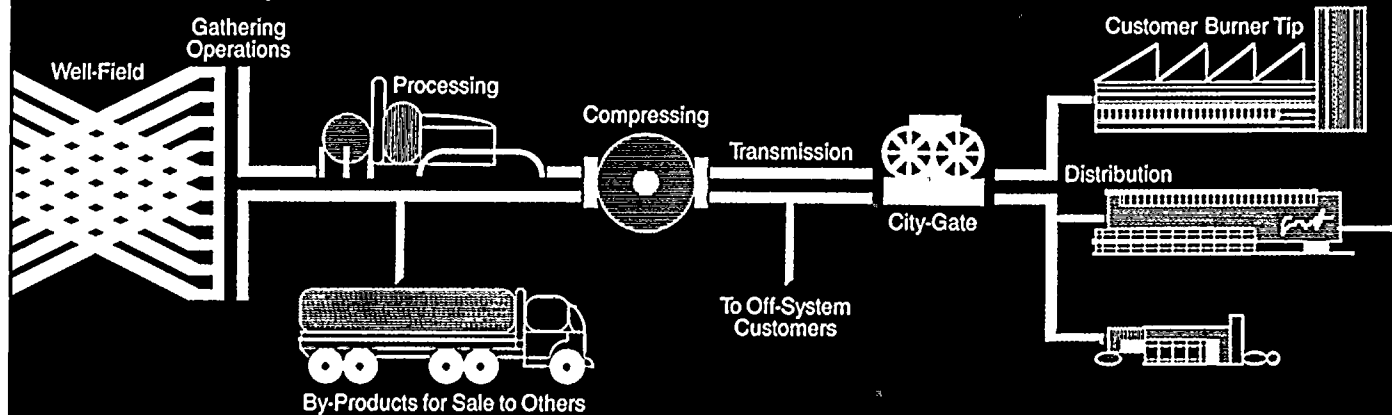 Gathering
Operations
Well-Field
Processing
Compressing
Transmission
City-Gate
Customer Burner Tip
Distribution
To Off-System
Customers
By-Products for Sale to Others